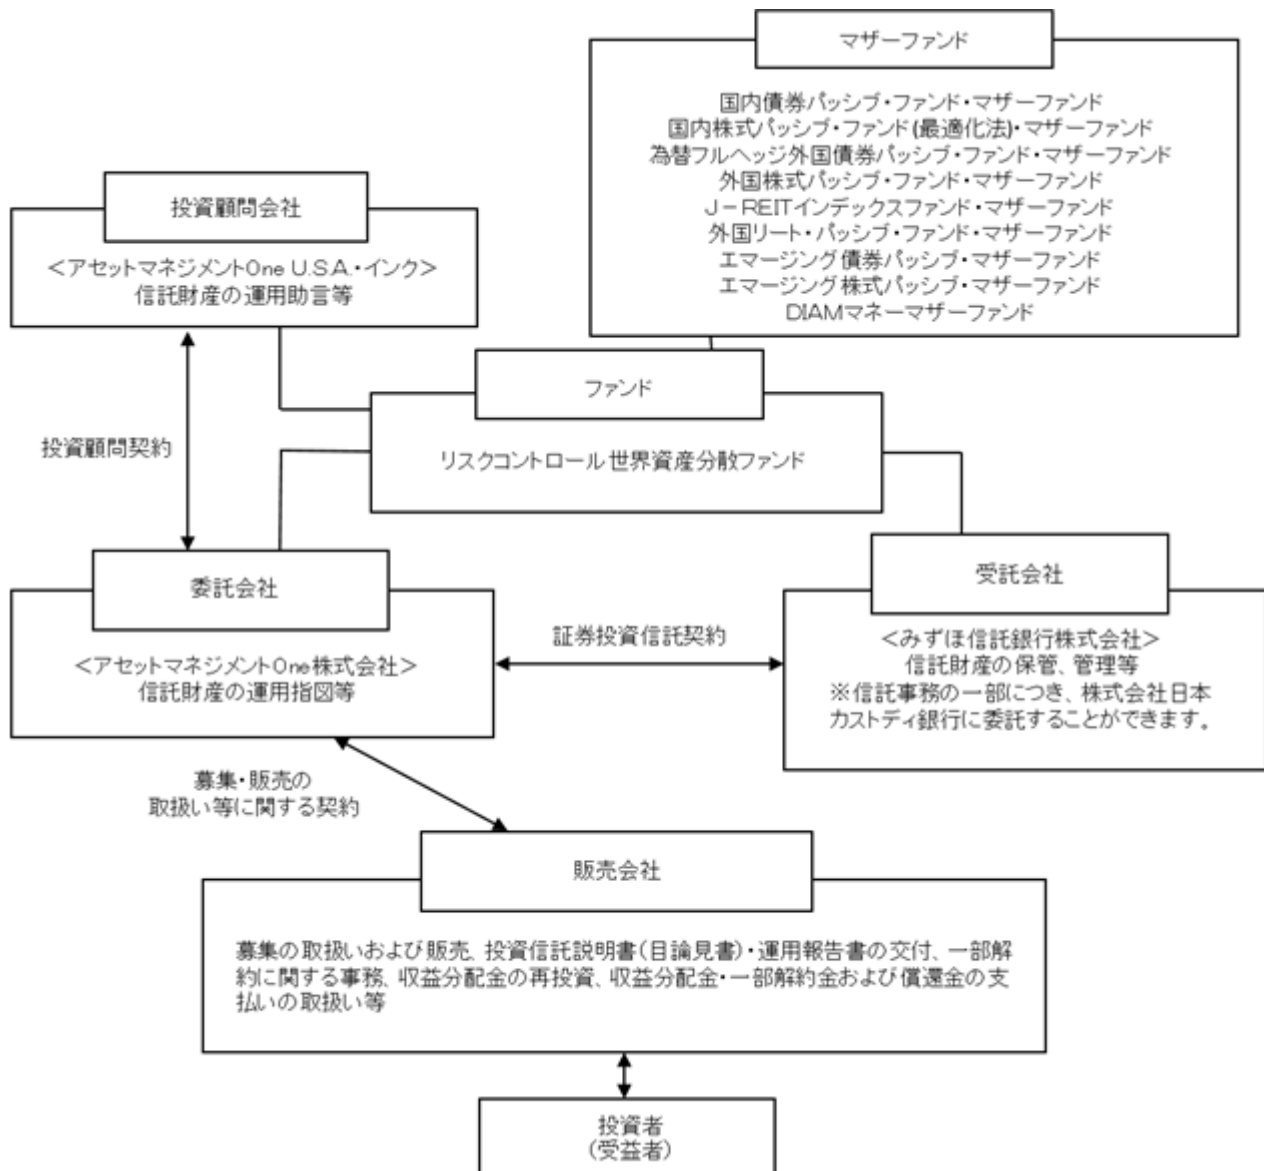 マザーファンド
国内債券パッシブ・ファンド・マザーファンド
国内株式パッシブ・ファンド(最適化法)・マザーファンド
為替フルヘッジ外国債券パッシブ・ファンド・マザーファンド
外国株式パッシブ・ファンド・マザーファンド
J－REITインデックスファンド・マザーファンド
外国リート・パッシブ・ファンド・マザーファンド
エマージング債券パッシブ・マザーファンド
エマージング株式パッシブ・マザーファンド
DIAMマネーマザーファンド
投資顧問会社
＜アセットマネジメントOne U.S.A.・インク＞
信託財産の運用助言等
ファンド
リスクコントロール世界資産分散ファンド
投資顧問契約
委託会社
＜アセットマネジメントOne株式会社＞
信託財産の運用指図等
証券投資信託契約
受託会社
＜みずほ信託銀行株式会社＞
信託財産の保管、管理等
※信託事務の一部につき、株式会社日本
カストディ銀行に委託することができます。
募集・販売の
取扱い等に関する契約
販売会社
募集の取扱いおよび販売、投資信託説明書(目論見書)・運用報告書の交付、一部解
約に関する事務、収益分配金の再投資、収益分配金・一部解約金および償還金の支
払いの取扱い等
投資者
(受益者)